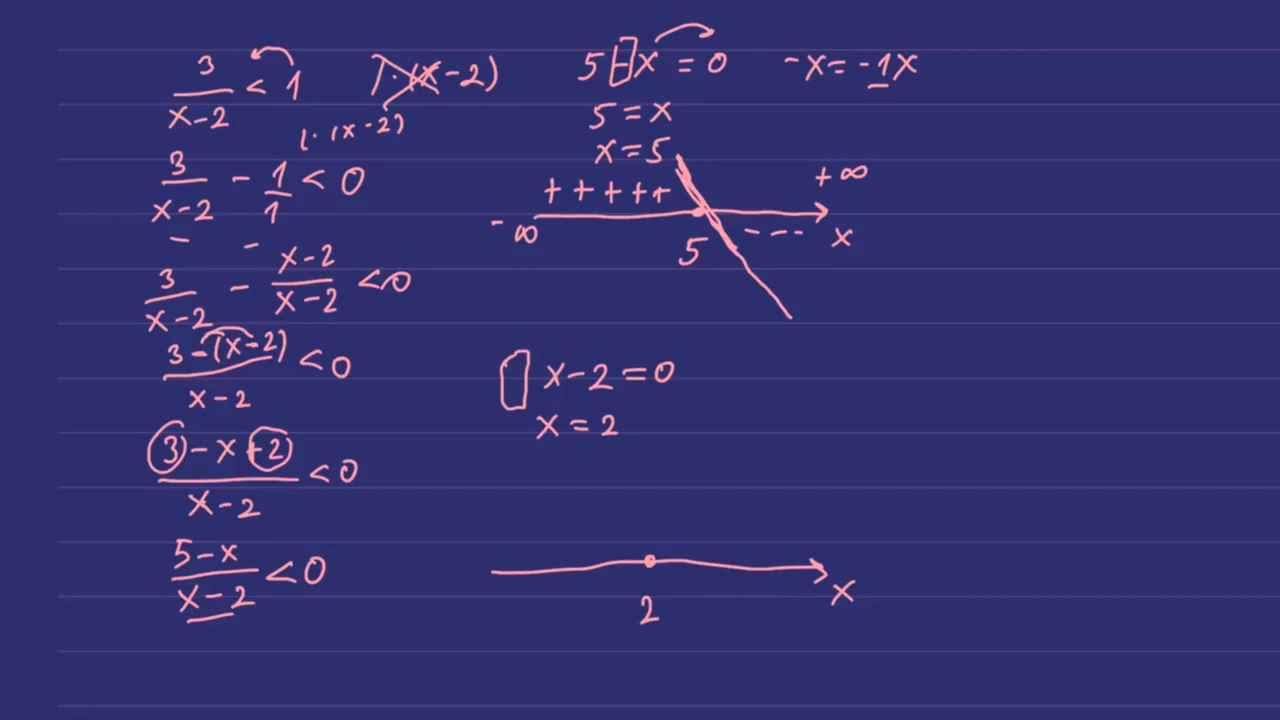 3/(x-2) < 1   /·(x-2)
/·(x-2)
3/(x-2) - 1/1 < 0
3/(x-2) - (x-2)/(x-2) < 0
(3-(x-2))/(x-2) < 0
(3-x+2)/(x-2) < 0
(5-x)/(x-2) < 0
5-x = 0   -x = -1x
5 = x
x = 5
+ + + + +   +∞
-∞   5   - - - -   x
x-2 = 0
x = 2
2   x